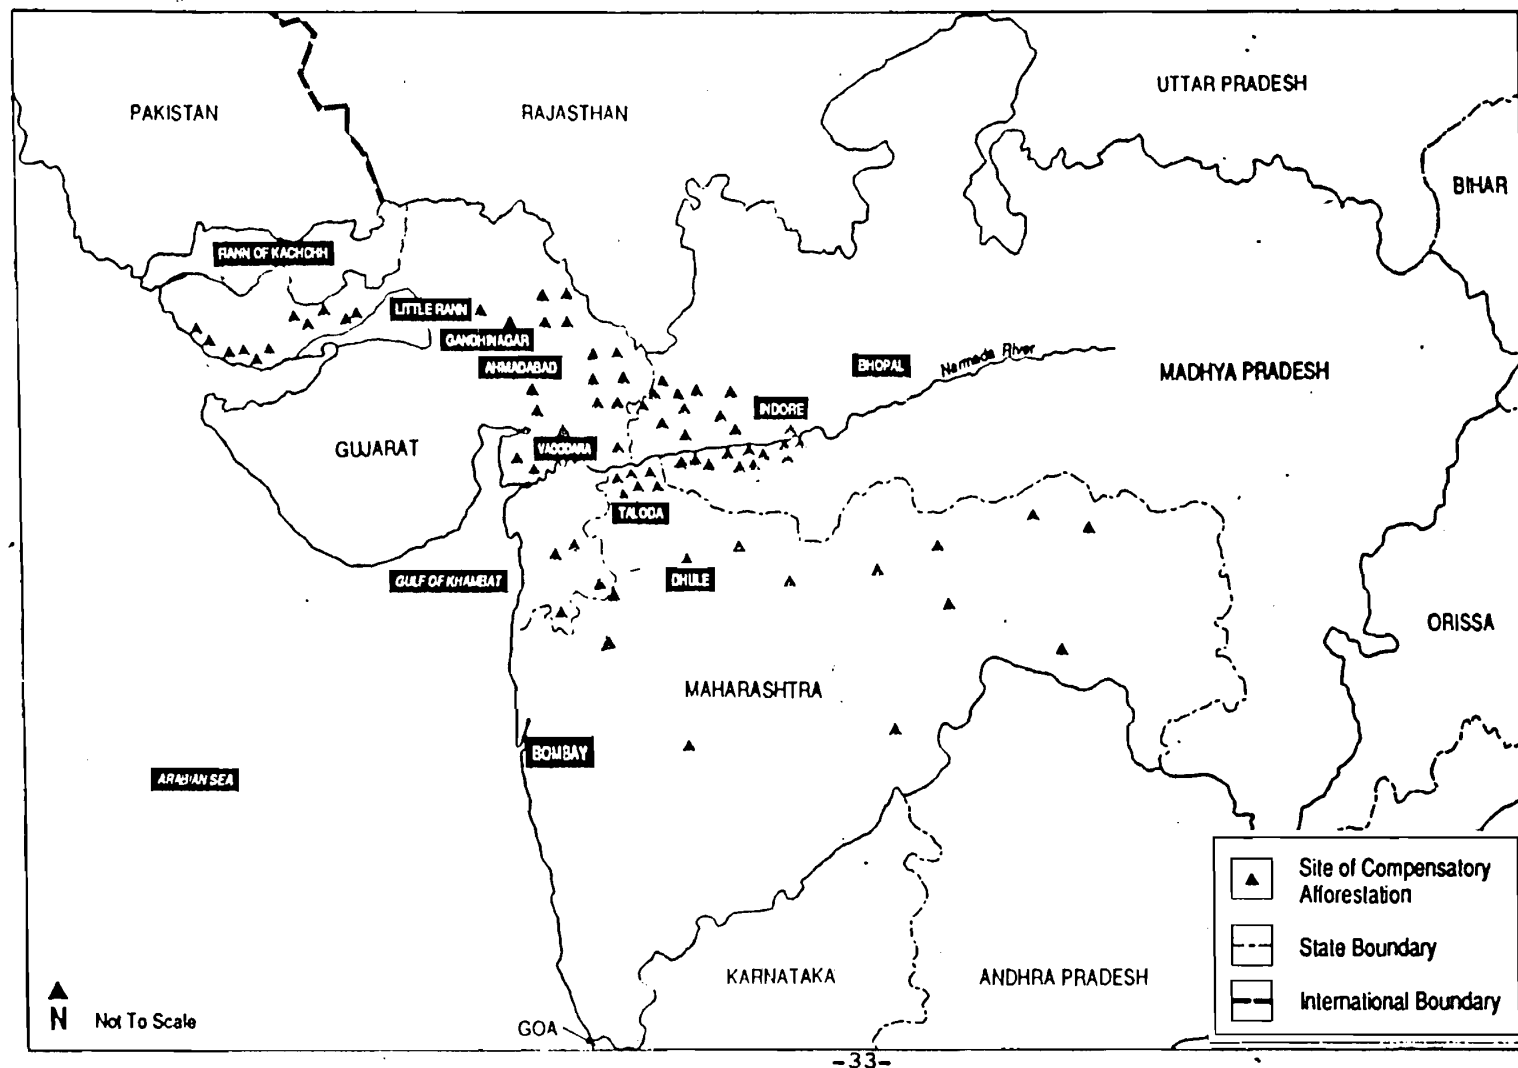 PAKISTAN
RAJASTHAN
UTTAR PRADESH
BIHAR
RANN OF KACHCHH
LITTLE RANN
GANDHINAGAR
AHMADABAD
BHOPAL
Narmada River
MADHYA PRADESH
INDORE
GUJARAT
VADODARA
TALODA
GULF OF KHAMBAT
DHULE
ORISSA
MAHARASHTRA
BOMBAY
ARABIAN SEA
Site of Compensatory
Afforestation
State Boundary
International Boundary
KARNATAKA
ANDHRA PRADESH
N
Not To Scale
GOA
-33-